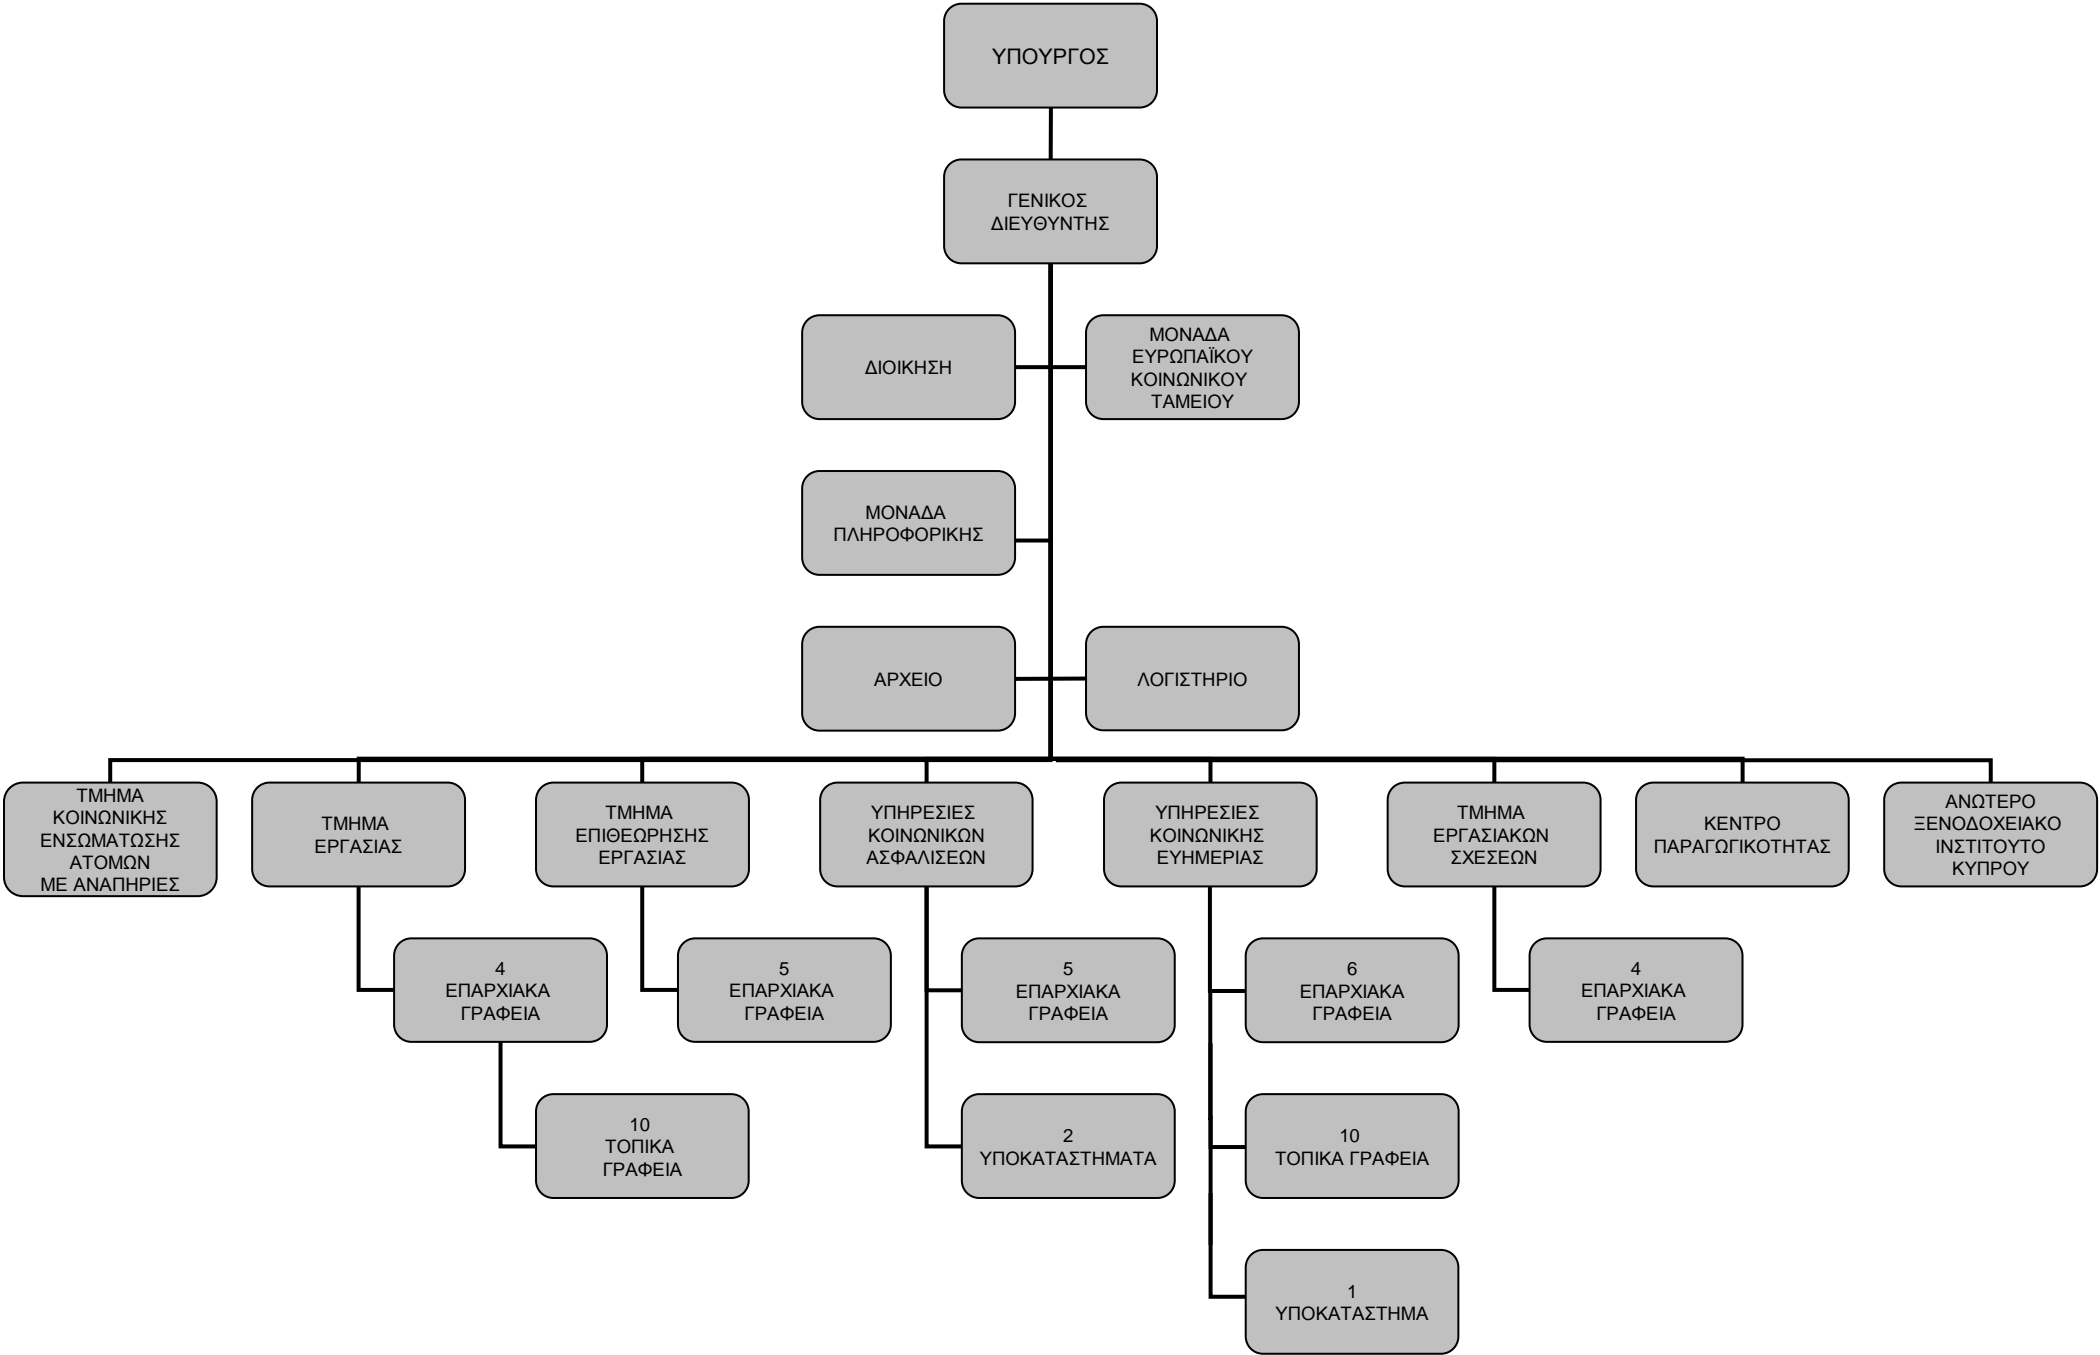 ΥΠΟΥΡΓΟΣ
ΓΕΝΙΚΟΣ
ΔΙΕΥΘΥΝΤΗΣ
ΔΙΟΙΚΗΣΗ
ΜΟΝΑΔΑ
ΕΥΡΩΠΑΪΚΟΥ
ΚΟΙΝΩΝΙΚΟΥ
ΤΑΜΕΙΟΥ
ΜΟΝΑΔΑ
ΠΛΗΡΟΦΟΡΙΚΗΣ
ΑΡΧΕΙΟ
ΛΟΓΙΣΤΗΡΙΟ
ΤΜΗΜΑ
ΚΟΙΝΩΝΙΚΗΣ
ΕΝΣΩΜΑΤΩΣΗΣ
ΑΤΟΜΩΝ
ΜΕ ΑΝΑΠΗΡΙΕΣ
ΤΜΗΜΑ
ΕΡΓΑΣΙΑΣ
ΤΜΗΜΑ
ΕΠΙΘΕΩΡΗΣΗΣ
ΕΡΓΑΣΙΑΣ
ΥΠΗΡΕΣΙΕΣ
ΚΟΙΝΩΝΙΚΩΝ
ΑΣΦΑΛΙΣΕΩΝ
ΥΠΗΡΕΣΙΕΣ
ΚΟΙΝΩΝΙΚΗΣ
ΕΥΗΜΕΡΙΑΣ
ΤΜΗΜΑ
ΕΡΓΑΣΙΑΚΩΝ
ΣΧΕΣΕΩΝ
ΚΕΝΤΡΟ
ΠΑΡΑΓΩΓΙΚΟΤΗΤΑΣ
ΑΝΩΤΕΡΟ
ΞΕΝΟΔΟΧΕΙΑΚΟ
ΙΝΣΤΙΤΟΥΤΟ
ΚΥΠΡΟΥ
4
ΕΠΑΡΧΙΑΚΑ
ΓΡΑΦΕΙΑ
5
ΕΠΑΡΧΙΑΚΑ
ΓΡΑΦΕΙΑ
5
ΕΠΑΡΧΙΑΚΑ
ΓΡΑΦΕΙΑ
6
ΕΠΑΡΧΙΑΚΑ
ΓΡΑΦΕΙΑ
4
ΕΠΑΡΧΙΑΚΑ
ΓΡΑΦΕΙΑ
10
ΤΟΠΙΚΑ
ΓΡΑΦΕΙΑ
2
ΥΠΟΚΑΤΑΣΤΗΜΑΤΑ
10
ΤΟΠΙΚΑ ΓΡΑΦΕΙΑ
1
ΥΠΟΚΑΤΑΣΤΗΜΑ